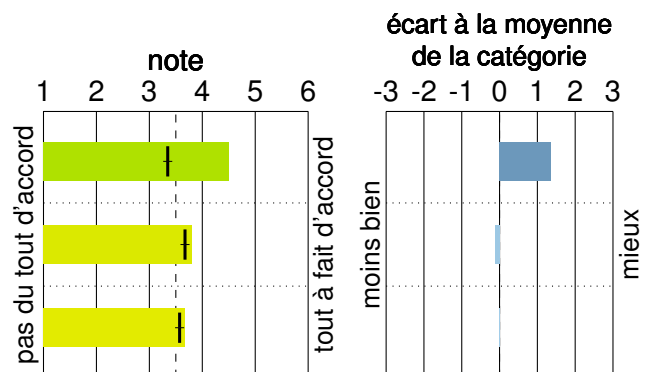 note
1 2 3 4 5 6
pas du tout d'accord
tout à fait d'accord
écart à la moyenne
de la catégorie
-3 -2 -1 0 1 2 3
moins bien
mieux